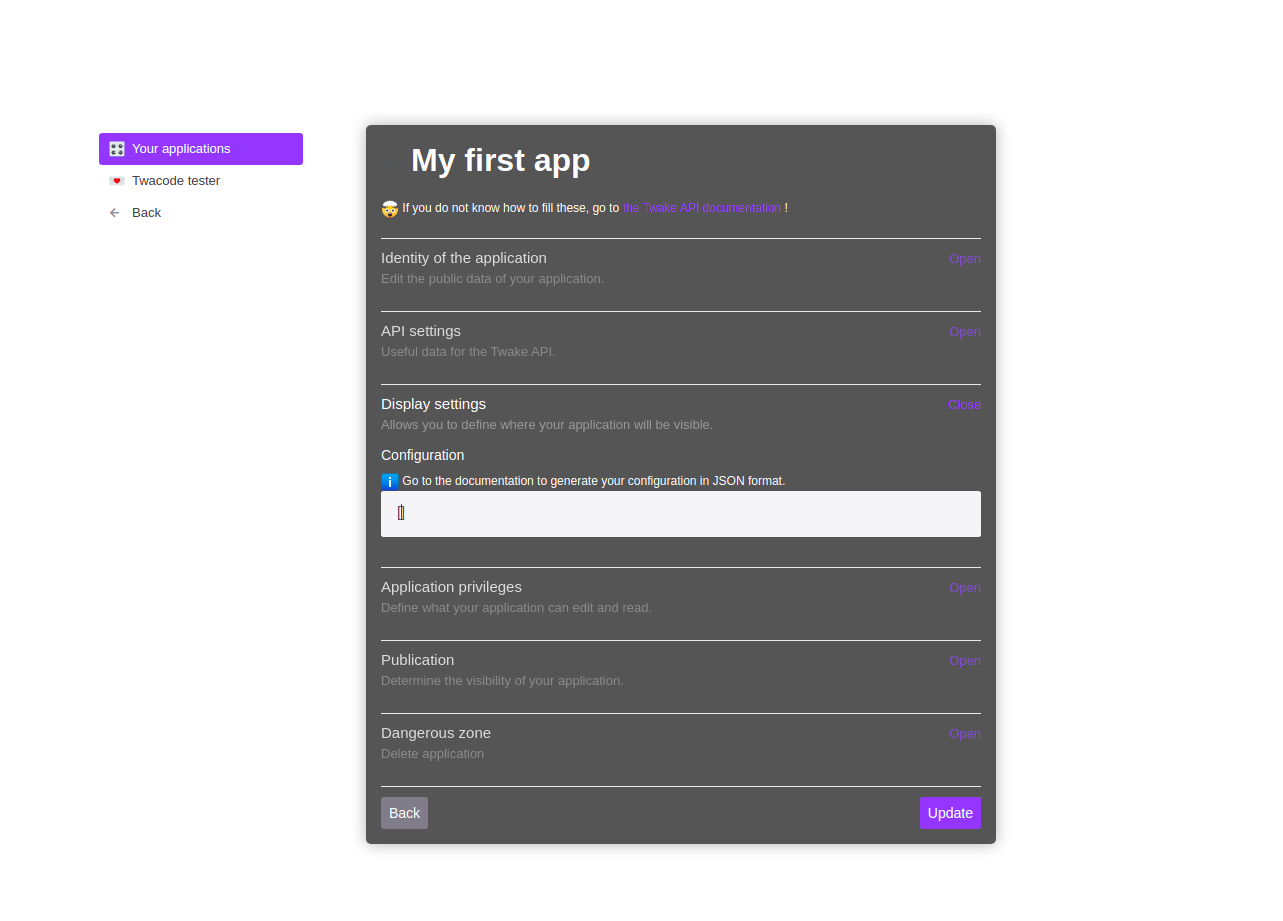 Your applications
Twacode tester
Back
My first app
If you do not know how to fill these, go to the Twake API documentation !
Identity of the application
Open
Edit the public data of your application.
API settings
Open
Useful data for the Twake API.
Display settings
Close
Allows you to define where your application will be visible.
Configuration
Go to the documentation to generate your configuration in JSON format.
[]
Application privileges
Open
Define what your application can edit and read.
Publication
Open
Determine the visibility of your application.
Dangerous zone
Open
Delete application
Back
Update